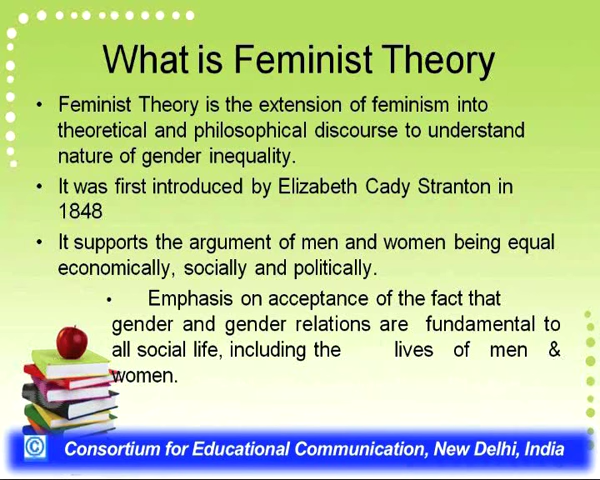 What is Feminist Theory
• Feminist Theory is the extension of feminism into
theoretical and philosophical discourse to understand
nature of gender inequality.
• It was first introduced by Elizabeth Cady Stranton in
1848
• It supports the argument of men and women being equal
economically, socially and politically.
• Emphasis on acceptance of the fact that
gender and gender relations are fundamental to
all social life, including the lives of men &
women.
© Consortium for Educational Communication, New Delhi, India